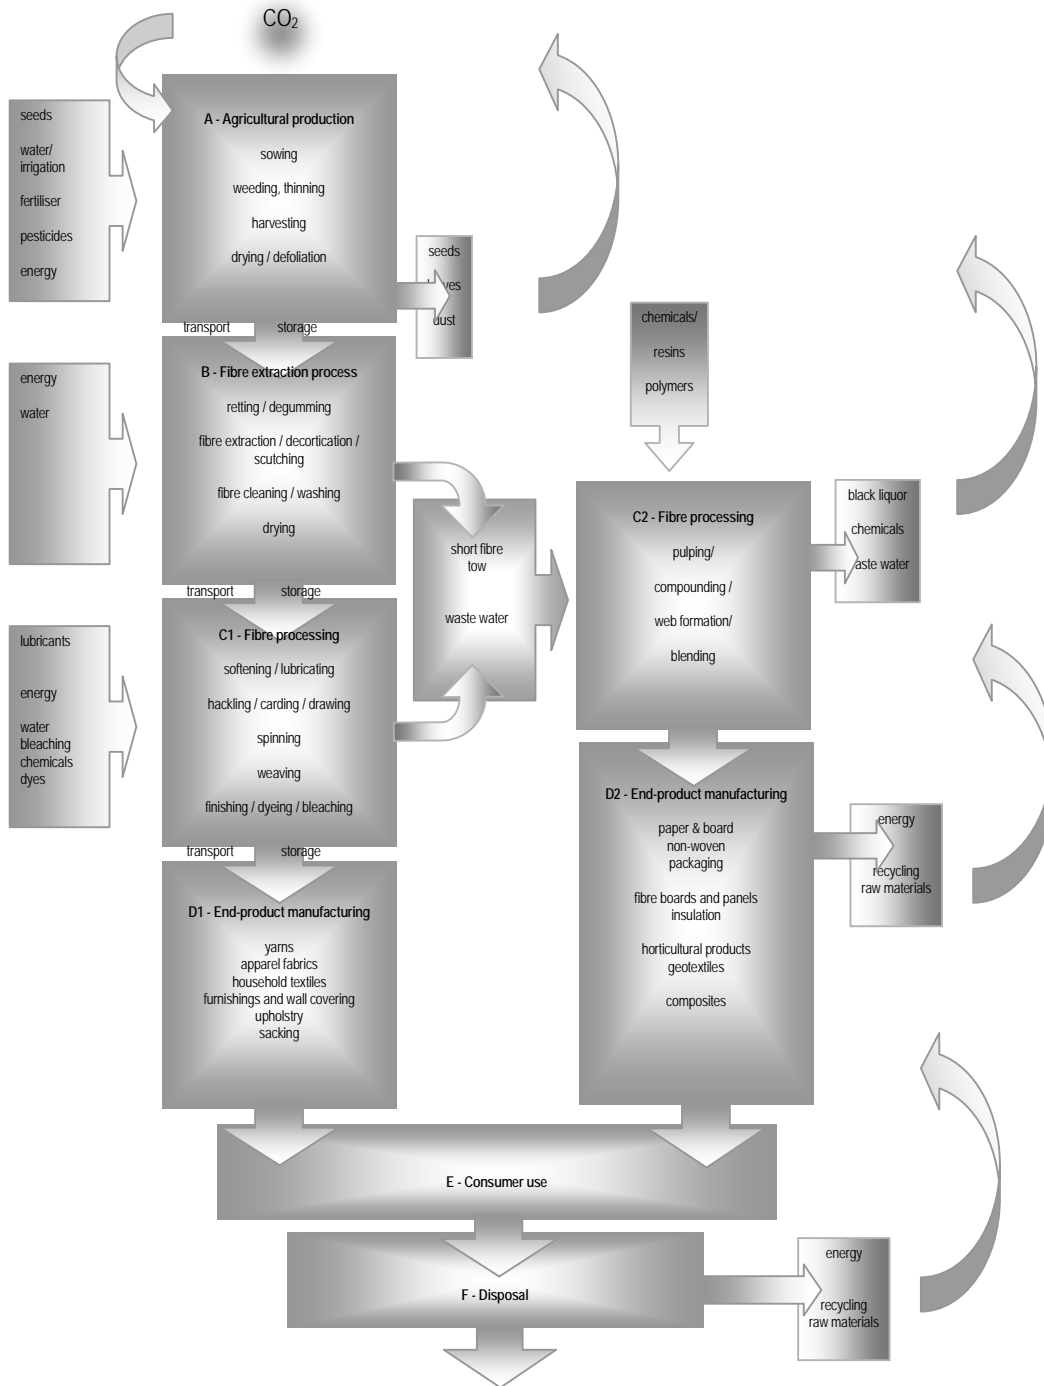 CO2
seeds
water/
irrigation
fertiliser
pesticides
energy
A - Agricultural production
sowing
weeding, thinning
harvesting
drying / defoliation
seeds
dust
transport storage
energy
water
B - Fibre extraction process
retting / degumming
fibre extraction / decortication /
scutching
fibre cleaning / washing
drying
chemicals/
resins
polymers
short fibre
tow
waste water
transport storage
lubricants
energy
water
bleaching
chemicals
dyes
C1 - Fibre processing
softening / lubricating
hackling / carding / drawing
spinning
weaving
finishing / dyeing / bleaching
C2 - Fibre processing
pulping/
compounding /
web formation/
blending
black liquor
chemicals
water
transport storage
D1 - End-product manufacturing
yarns
apparel fabrics
household textiles
furnishings and wall covering
upholstry
sacking
D2 - End-product manufacturing
paper & board
non-woven
packaging
fibre boards and panels
insulation
horticultural products
geotextiles
composites
energy
recycling
raw materials
E - Consumer use
F - Disposal
energy
recycling
raw materials